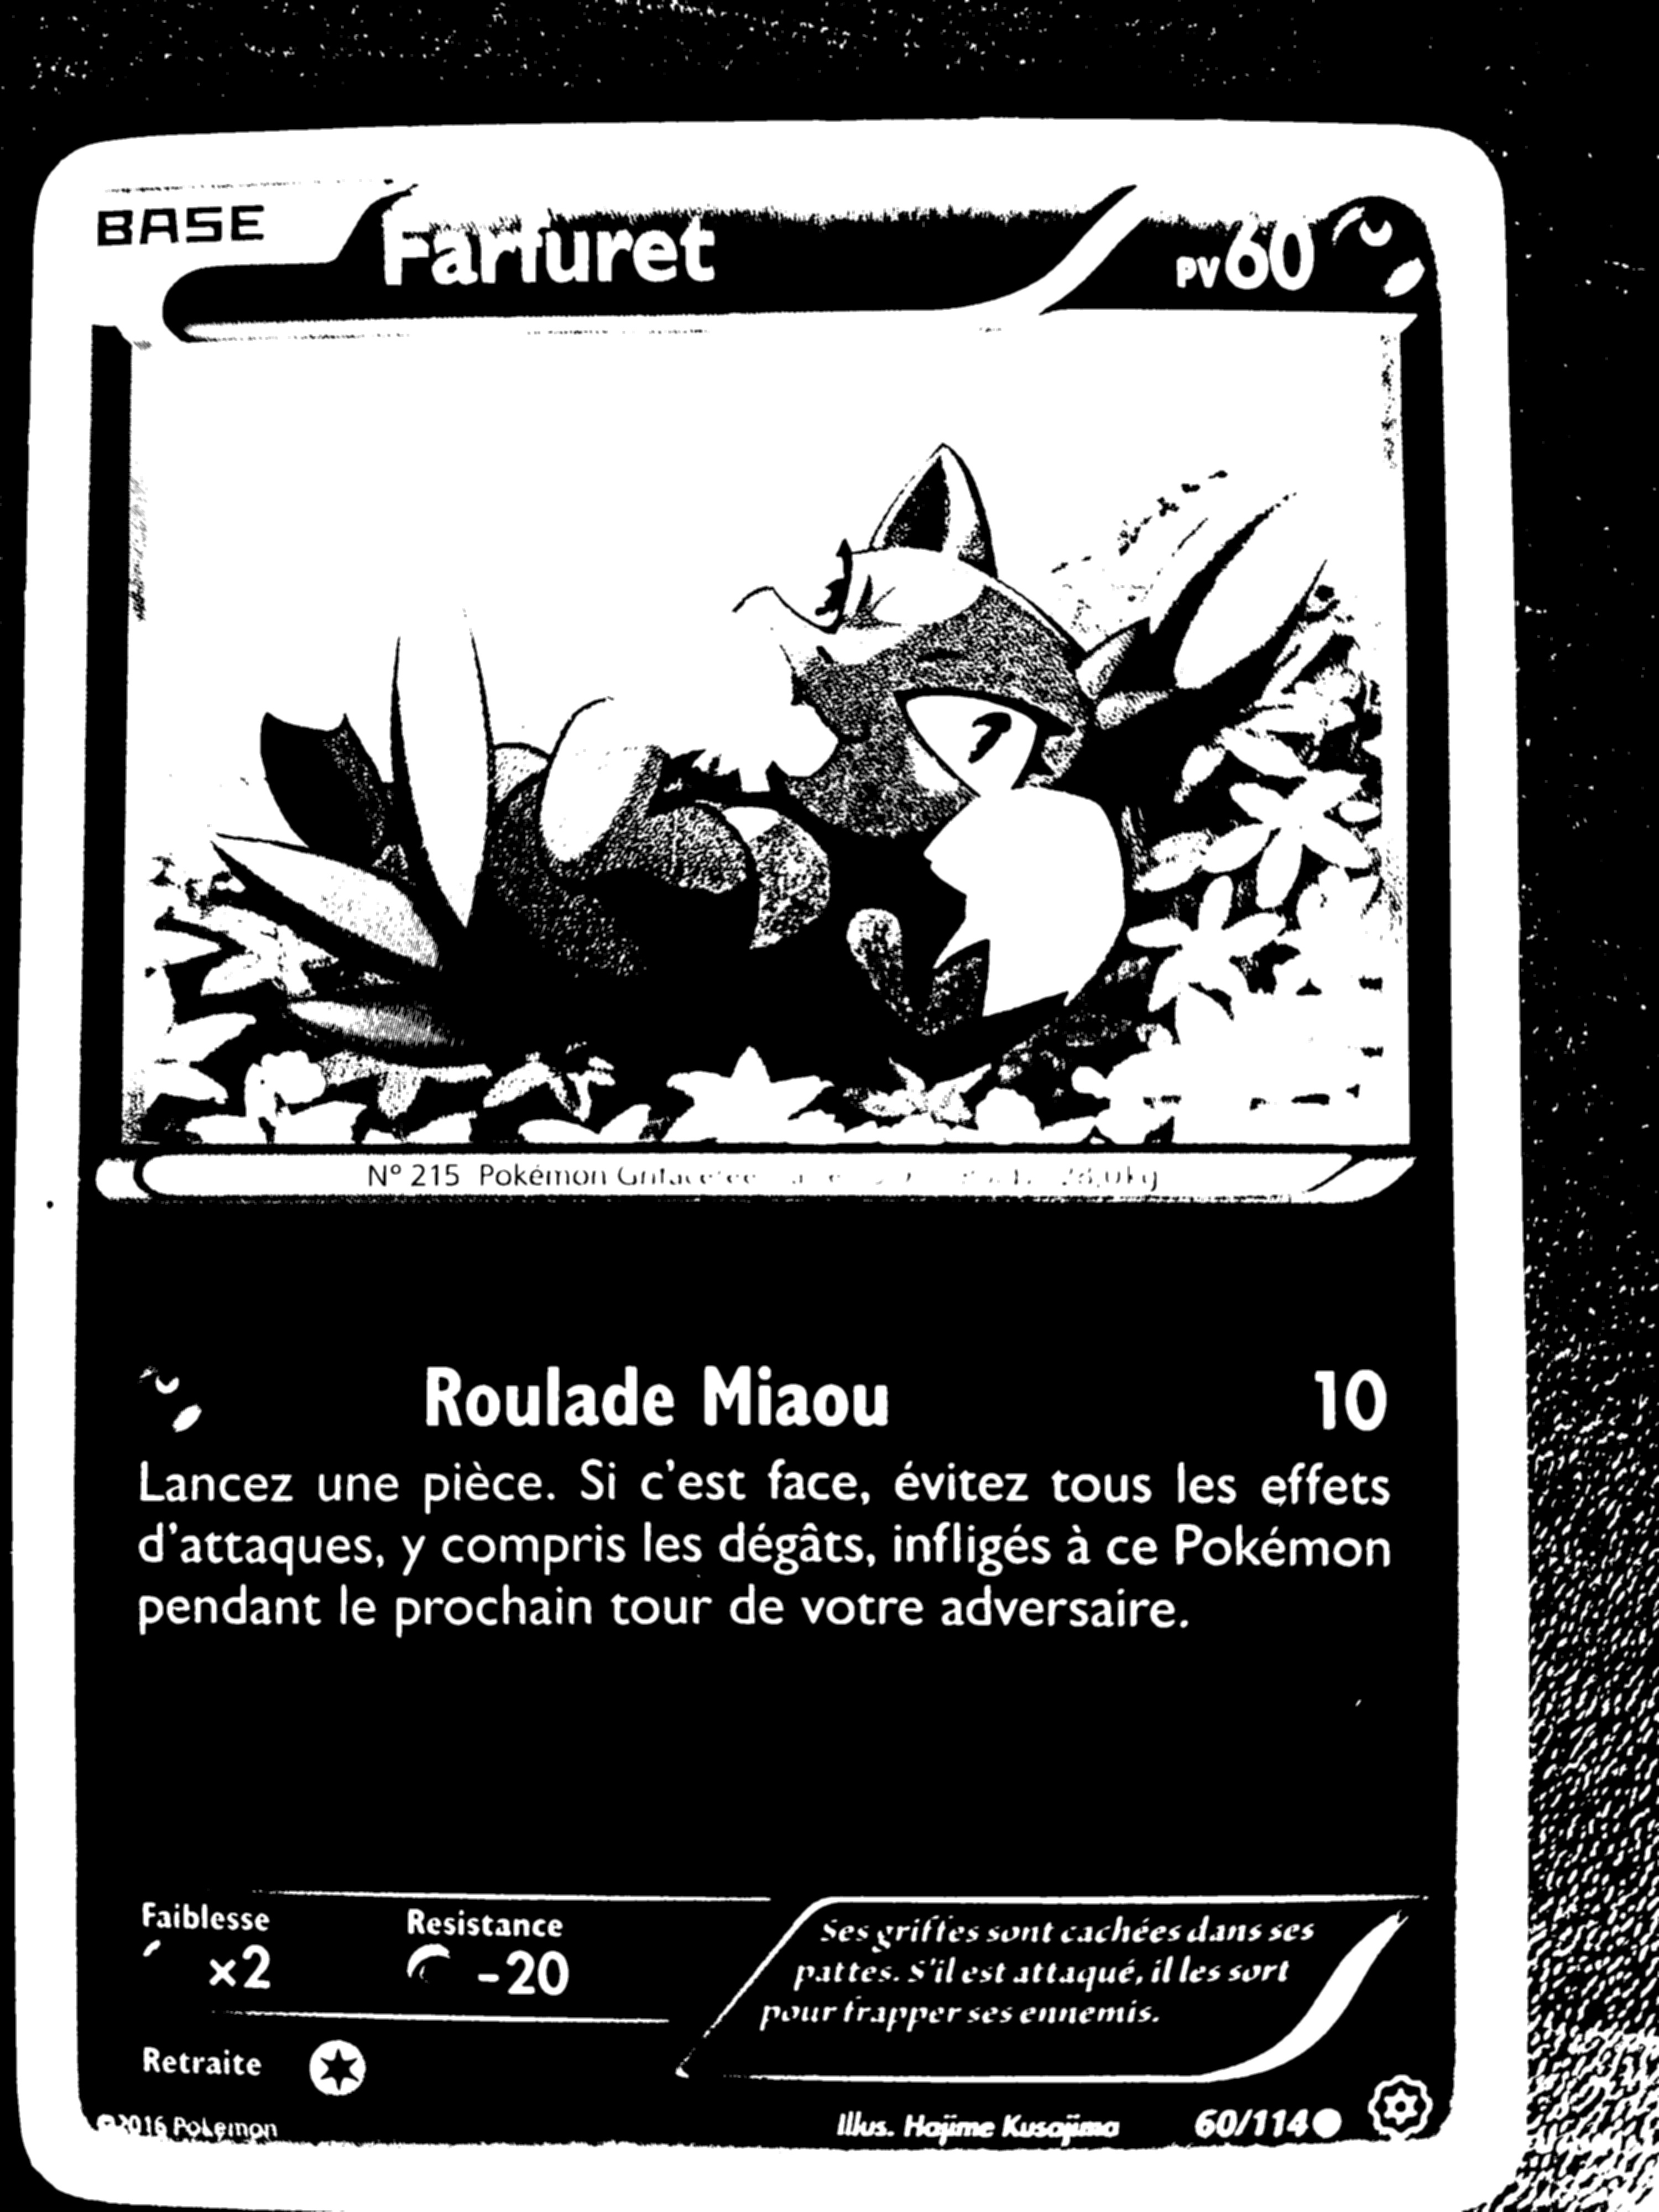 BASE Farfuret PV60
N° 215 Pokémon
Roulade Miaou 10
Lancez une pièce. Si c'est face, évitez tous les effets
d'attaques, y compris les dégâts, infligés à ce Pokémon
pendant le prochain tour de votre adversaire.
Faiblesse Resistance
x2 -20
Ses griffes sont cachées dans ses
pattes. S'il est attaqué, il les sort
pour frapper ses ennemis.
Retraite
©2016 Pokémon Illus. Hajime Kusajima 60/114